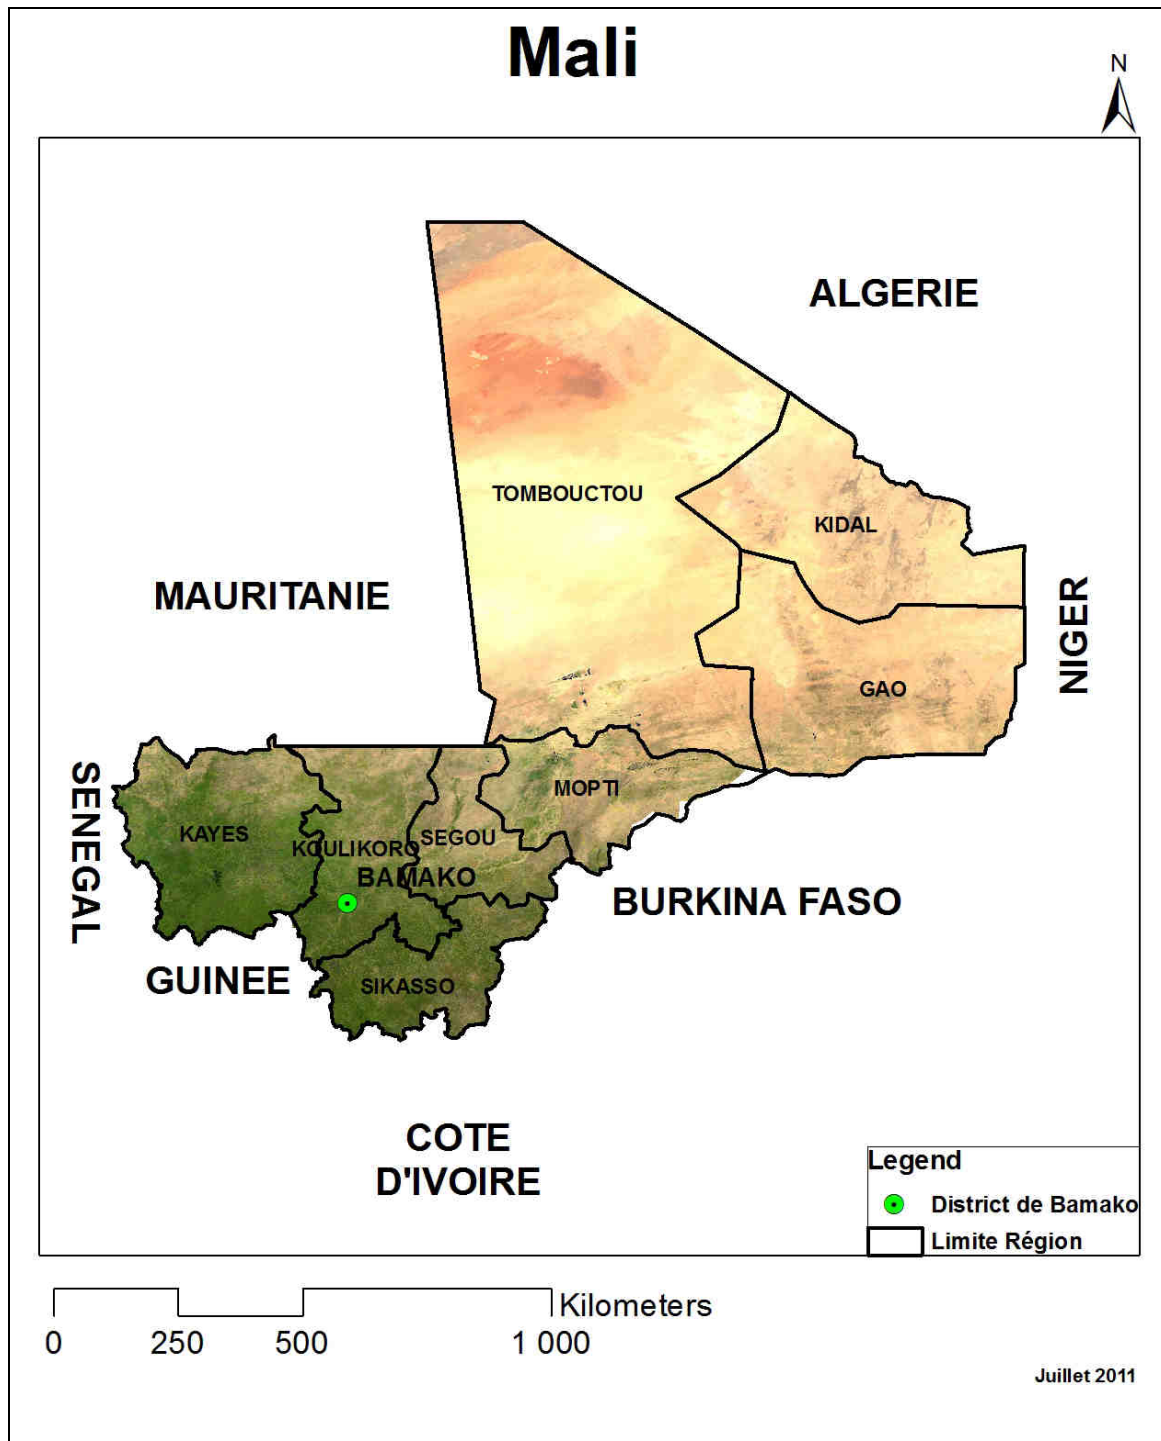 Mali
N
ALGERIE
TOMBOUCTOU
KIDAL
MAURITANIE
NIGER
GAO
SENEGAL
MOPTI
KAYES
KOULIKORO
SEGOU
BAMAKO
BURKINA FASO
GUINEE
SIKASSO
COTE
D'IVOIRE
Legend
District de Bamako
Limite Région
Kilometers
0 250 500 1 000
Juillet 2011